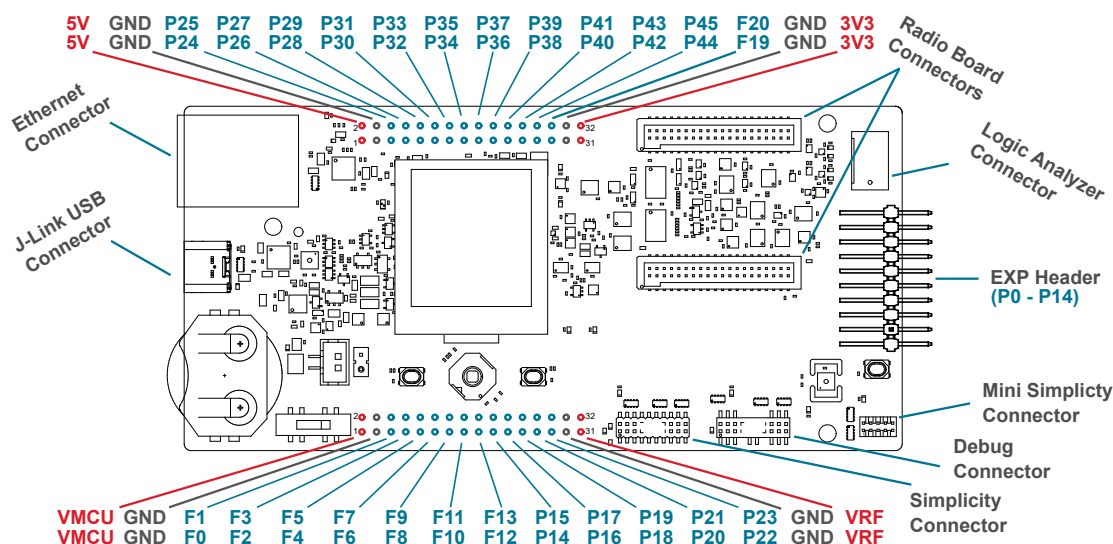 5V GND P25 P27 P29 P31 P33 P35 P37 P39 P41 P43 P45 F20 GND 3V3
5V GND P24 P26 P28 P30 P32 P34 P36 P38 P40 P42 P44 F19 GND 3V3
Radio Board
Connectors
Ethernet
Connector
2
1
32
31
Logic Analyzer
Connector
J-Link USB
Connector
EXP Header
(P0 - P14)
Mini Simplicty
Connector
2
1
32
31
Debug
Connector
Simplicity
Connector
VMCU GND F1 F3 F5 F7 F9 F11 F13 P15 P17 P19 P21 P23 GND VRF
VMCU GND F0 F2 F4 F6 F8 F10 F12 P14 P16 P18 P20 P22 GND VRF